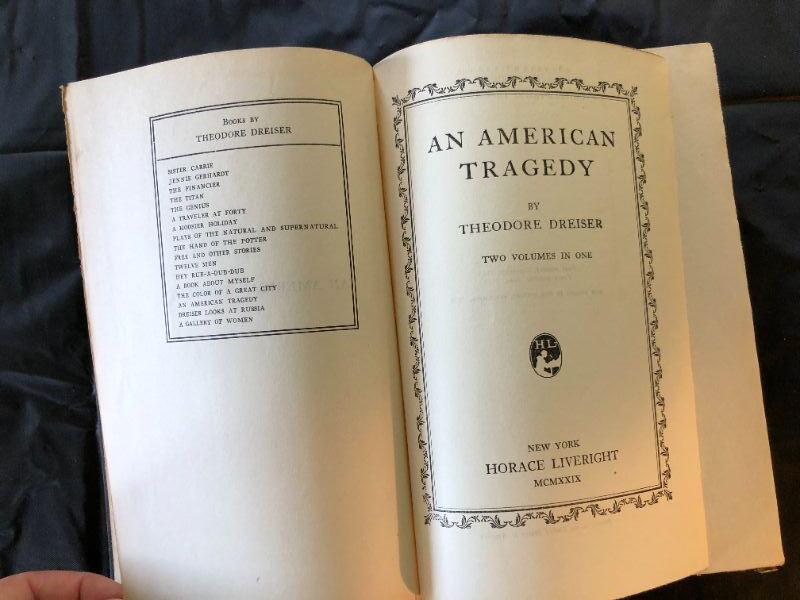 BOOKS BY
THEODORE DREISER
SISTER CARRIE
JENNIE GERHARDT
THE FINANCIER
THE TITAN
THE GENIUS
A TRAVELER AT FORTY
A HOOSIER HOLIDAY
PLAYS OF THE NATURAL AND SUPERNATURAL
THE HAND OF THE POTTER
FREE AND OTHER STORIES
TWELVE MEN
HEY RUB-A-DUB-DUB
A BOOK ABOUT MYSELF
THE COLOR OF A GREAT CITY
AN AMERICAN TRAGEDY
DREISER LOOKS AT RUSSIA
A GALLERY OF WOMEN
AN AMERICAN
TRAGEDY
BY
THEODORE DREISER
TWO VOLUMES IN ONE
HL
NEW YORK
HORACE LIVERIGHT
MCMXXIX